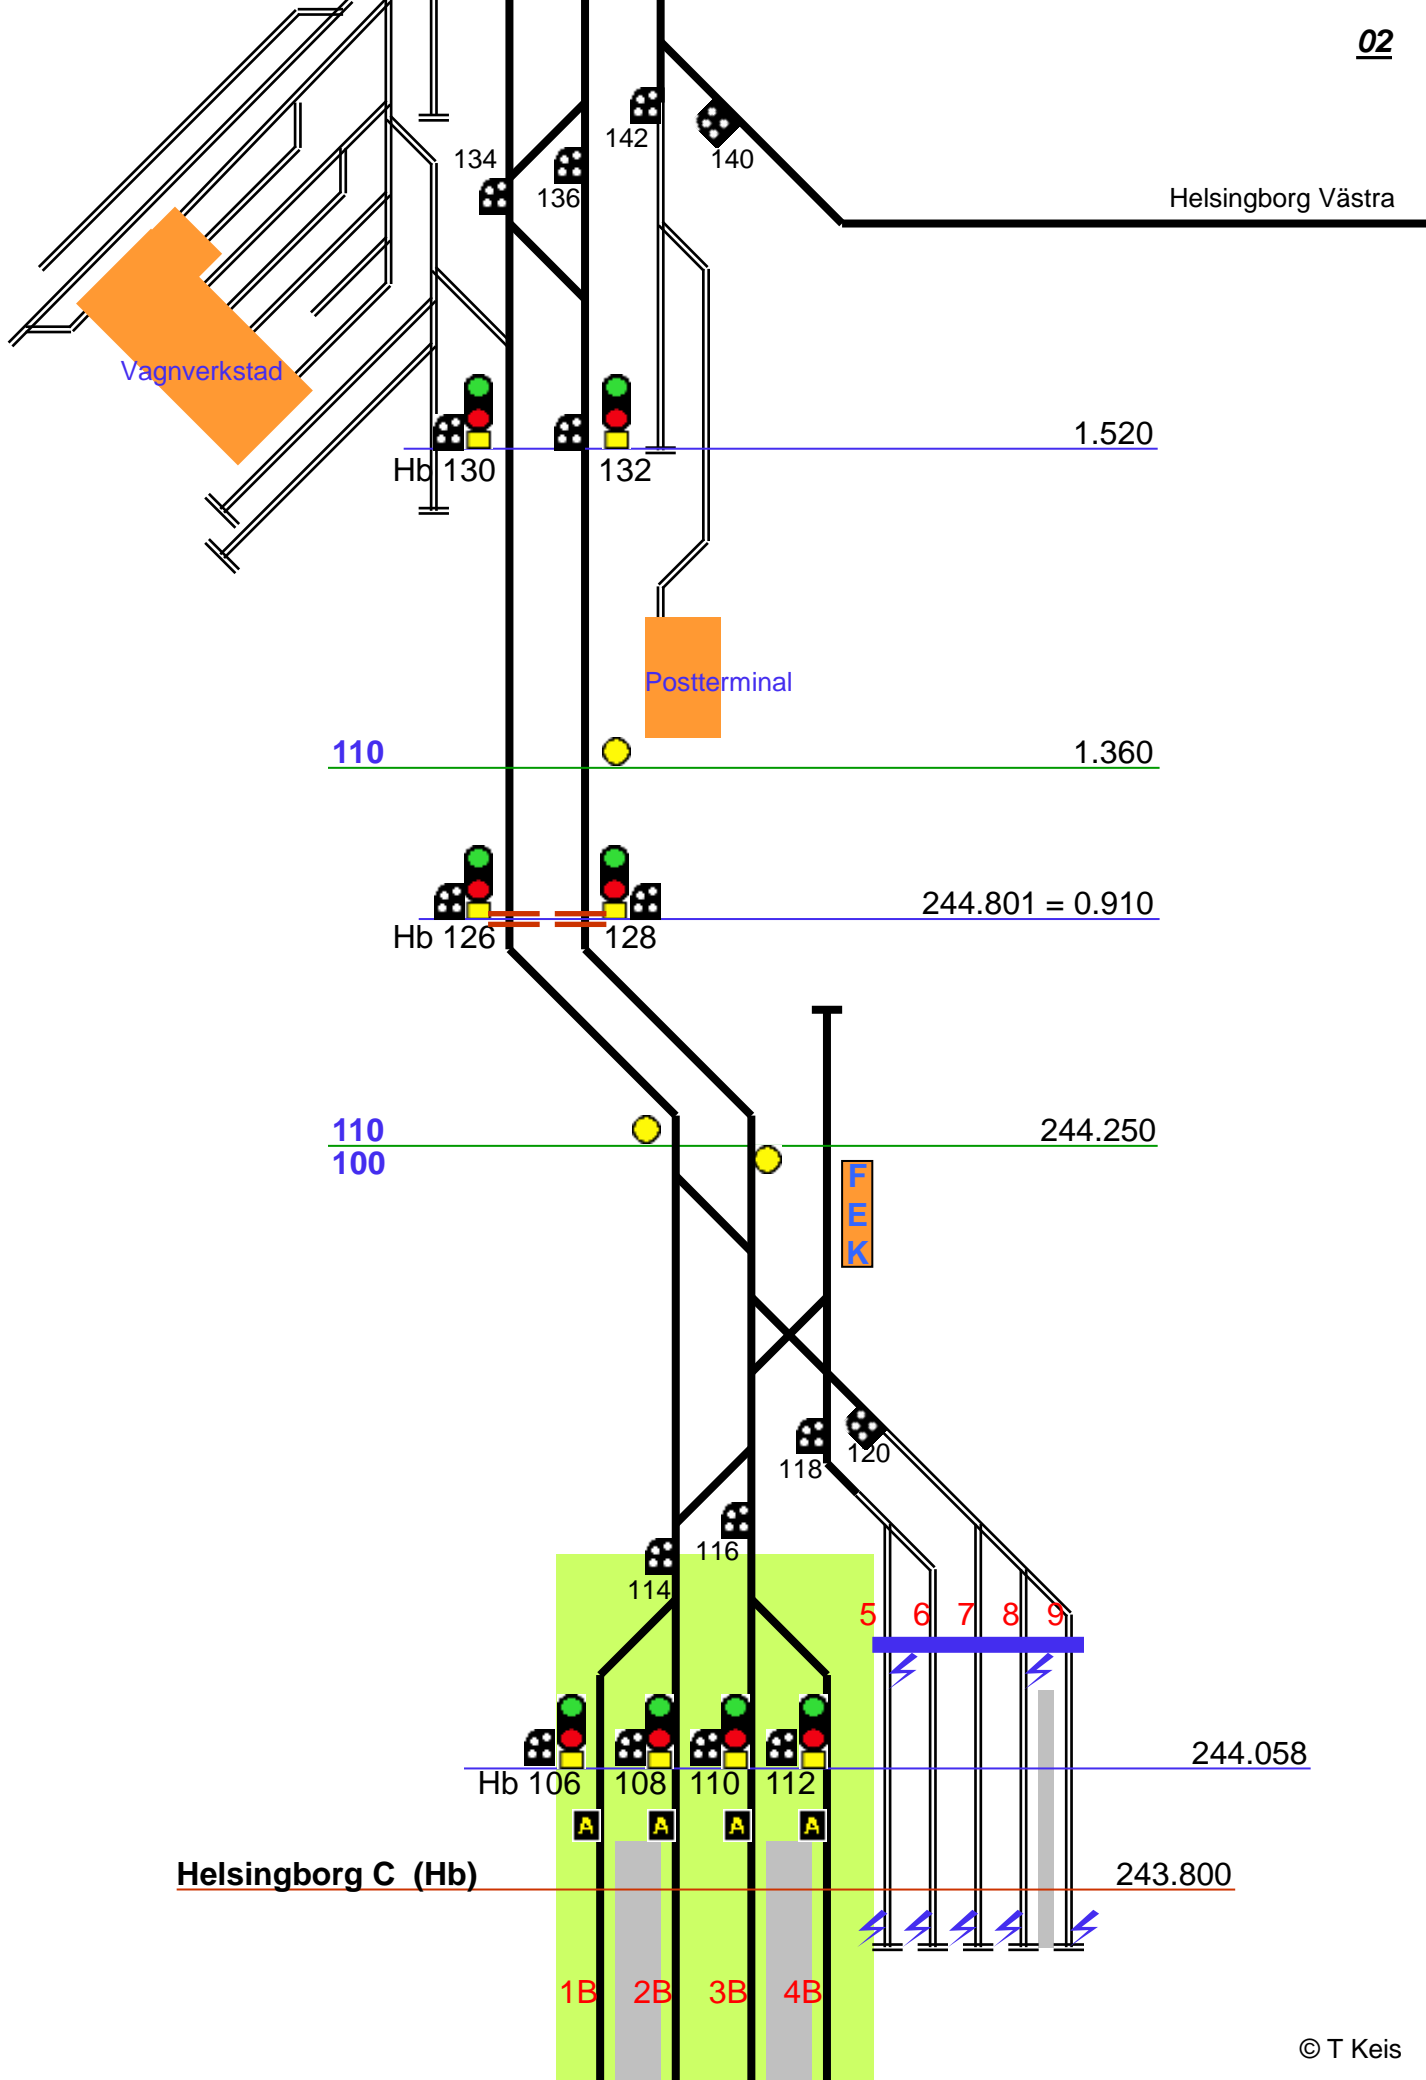 02
142
140
134
136
Helsingborg Västra
Vagnverkstad
1.520
Hb 130
132
Postterminal
110
1.360
244.801 = 0.910
Hb 126
128
110
244.250
100
F
E
K
118
120
116
114
5 6 7 8 9
244.058
Hb 106 108 110 112
A A A A
Helsingborg C (Hb)
243.800
1B 2B 3B 4B
© T Keis